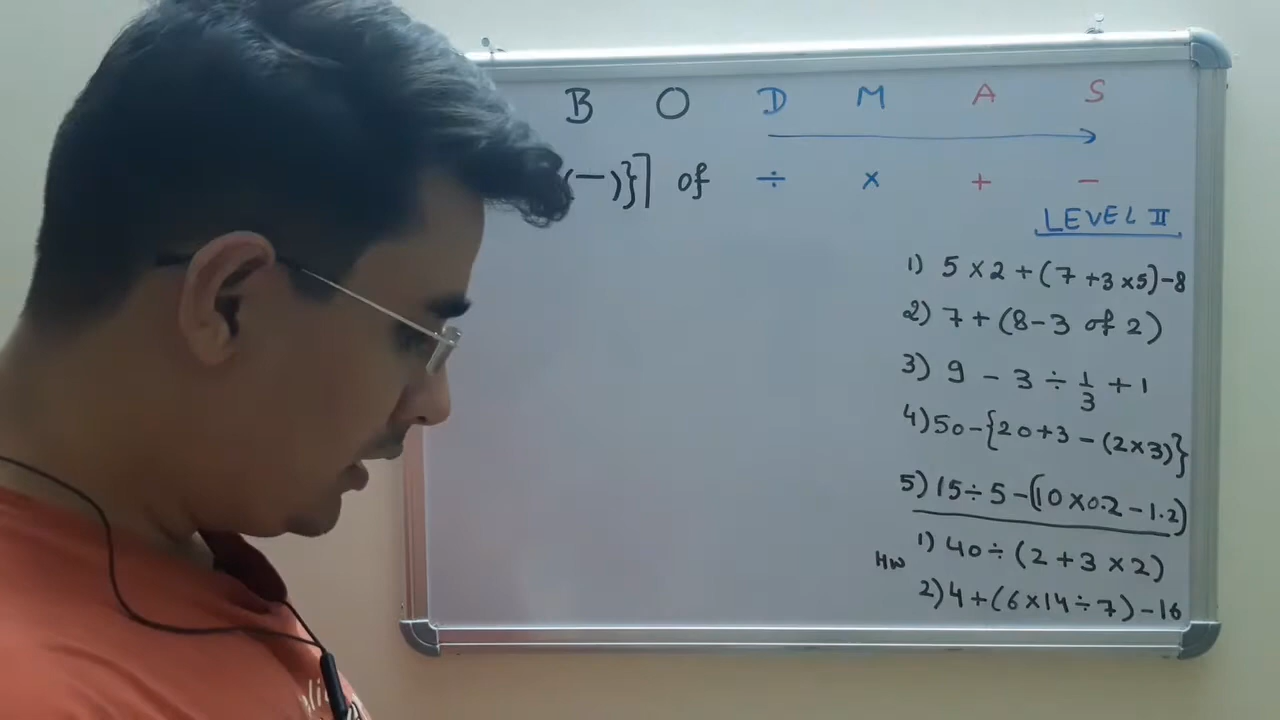 B O D M A S
(—)}] of ÷ × + −
LEVEL II
1) 5 × 2 + (7 + 3 × 5) - 8
2) 7 + (8 - 3 of 2)
3) 9 - 3 ÷ 1/3 + 1
4) 50 - {20 + 3 - (2 × 3)}
5) 15 ÷ 5 - (10 × 0.2 - 1.2)
HW 1) 40 ÷ (2 + 3 × 2)
2) 4 + (6 × 14 ÷ 7) - 16